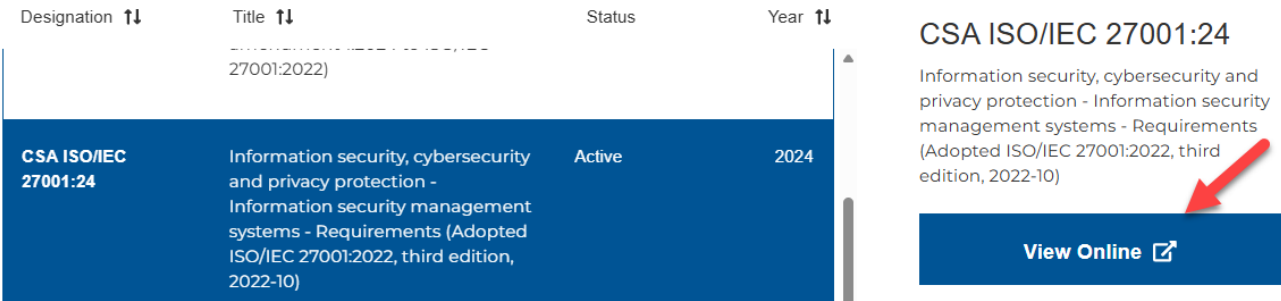 Designation Title Status Year
27001:2022)
CSA ISO/IEC
27001:24
Information security, cybersecurity
and privacy protection -
Information security management
systems - Requirements (Adopted
ISO/IEC 27001:2022, third edition,
2022-10)
Active
2024
CSA ISO/IEC 27001:24
Information security, cybersecurity and
privacy protection - Information security
management systems - Requirements
(Adopted ISO/IEC 27001:2022, third
edition, 2022-10)
View Online